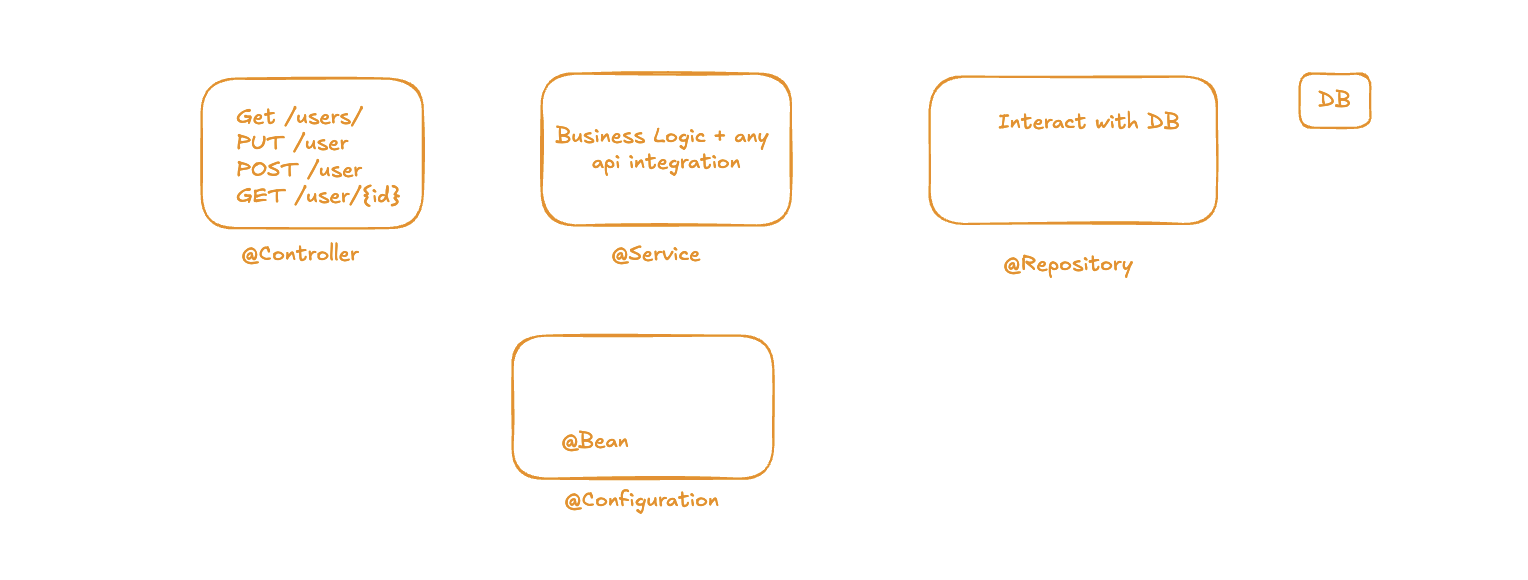 Get /users/
PUT /user
POST /user
GET /user/{id}
@Controller
Business Logic + any
api integration
@Service
Interact with DB
@Repository
DB
@Bean
@Configuration